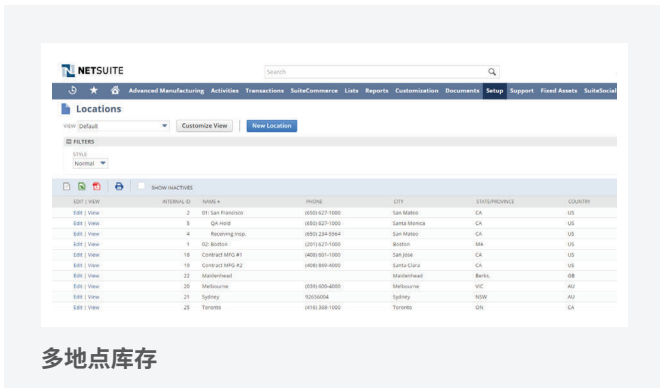 NETSUITE
Search
Advanced Manufacturing Activities Transactions SuiteCommerce Lists Reports Customization Documents Setup Support Fixed Assets SuiteSocial
Locations
VIEW Default Customize View New Location
FILTERS
STYLE
Normal
SHOW INACTIVES
EDIT | VIEW INTERNAL ID NAME PHONE CITY STATE/PROVINCE COUNTRY
Edit | View 2 01: San Francisco (650) 627-1000 San Mateo CA US
Edit | View 5 QA Hold (650) 627-1000 Santa Monica CA US
Edit | View 4 Receiving Insp. (650) 234-5564 San Mateo CA US
Edit | View 1 02: Boston (201) 627-1000 Boston MA US
Edit | View 18 Contract MFG #1 (408) 601-1000 San Jose CA US
Edit | View 19 Contract MFG #2 (408) 869-4000 Santa Clara CA US
Edit | View 22 Maidenhead Maidenhead Berks. GB
Edit | View 20 Melbourne (039) 600-4000 Melbourne VIC AU
Edit | View 21 Sydney 92656004 Sydney NSW AU
Edit | View 25 Toronto (416) 368-1000 Toronto ON CA
多地点库存